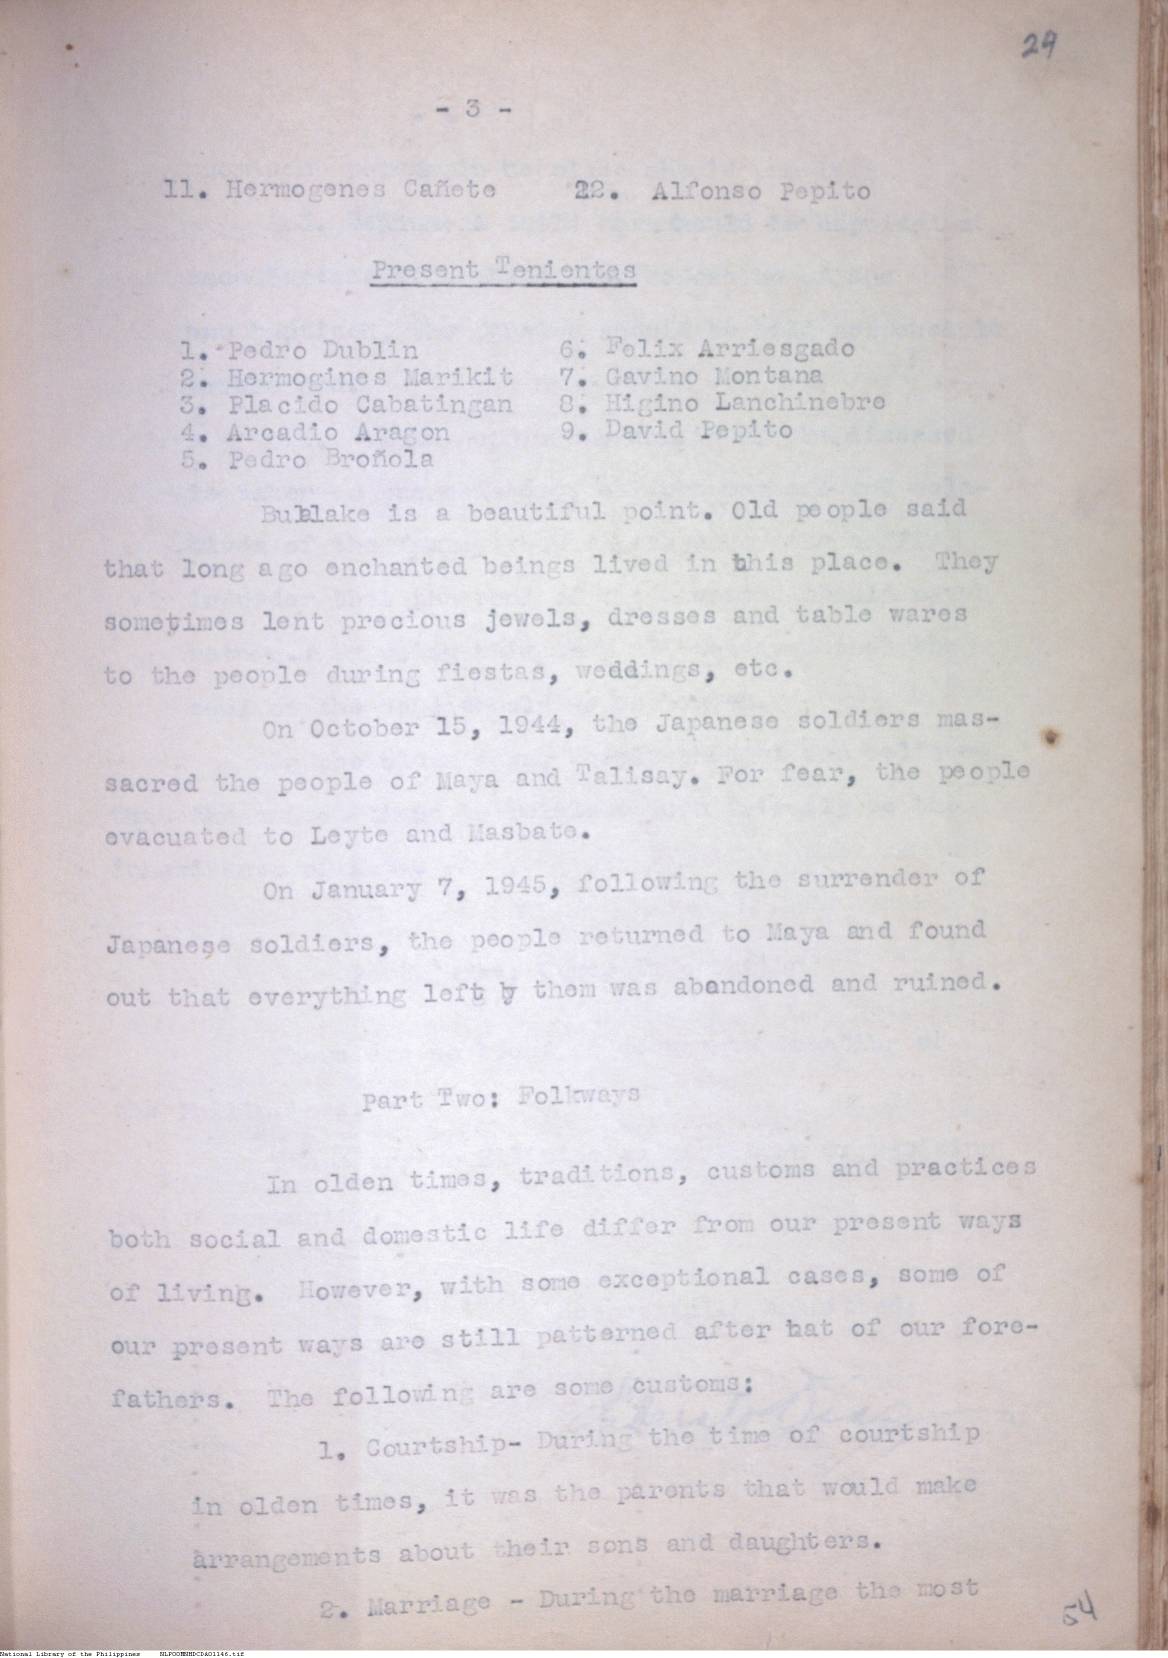 29
- 3 -
11. Hermogenes Cañete 22. Alfonso Pepito
Present Tenientes
1. Pedro Dublin 6. Felix Arriesgado
2. Hermogines Marikit 7. Gavino Montana
3. Placido Cabatingan 8. Higino Lanchinebre
4. Arcadio Aragon 9. David Pepito
5. Pedro Broñola
Bublake is a beautiful point. Old people said
that long ago enchanted beings lived in this place. They
sometimes lent precious jewels, dresses and table wares
to the people during fiestas, weddings, etc.
On October 15, 1944, the Japanese soldiers mas-
sacred the people of Maya and Talisay. For fear, the people
evacuated to Leyte and Masbate.
On January 7, 1945, following the surrender of
Japanese soldiers, the people returned to Maya and found
out that everything left by them was abandoned and ruined.
Part Two: Folkways
In olden times, traditions, customs and practices
both social and domestic life differ from our present ways
of living. However, with some exceptional cases, some of
our present ways are still patterned after hat of our fore-
fathers. The following are some customs:
1. Courtship- During the time of courtship
in olden times, it was the parents that would make
arrangements about their sons and daughters.
2. Marriage - During the marriage the most
54
National Library of the Philippines NLPOOMNHDCDA01146.tif